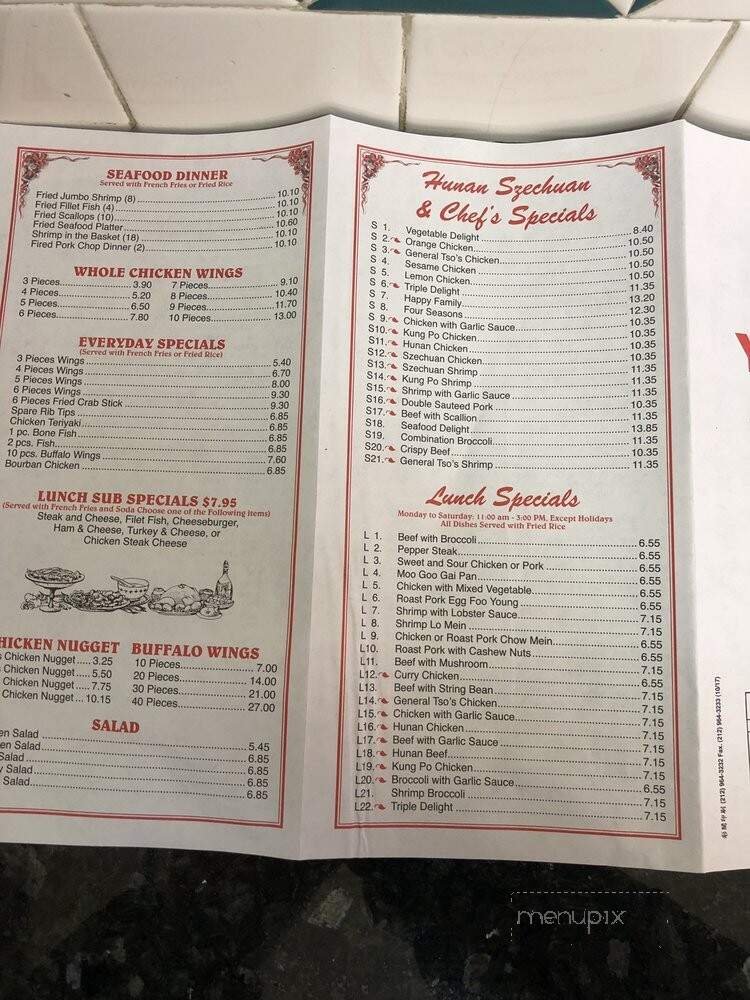 SEAFOOD DINNER
Served with French Fries or Fried Rice
Fried Jumbo Shrimp (8) 10.10
Fried Fillet Fish (4) 10.10
Fried Scallops (10) 10.10
Fried Seafood Platter 10.60
Shrimp in the Basket (18) 10.10
Fired Pork Chop Dinner (2) 10.10
WHOLE CHICKEN WINGS
3 Pieces 3.90 7 Pieces 9.10
4 Pieces 5.20 8 Pieces 10.40
5 Pieces 6.50 9 Pieces 11.70
6 Pieces 7.80 10 Pieces 13.00
EVERYDAY SPECIALS
(Served with French Fries or Fried Rice)
3 Pieces Wings 5.40
4 Pieces Wings 6.70
5 Pieces Wings 8.00
6 Pieces Wings 9.30
6 Pieces Fried Crab Stick 9.30
Spare Rib Tips 6.85
Chicken Teriyaki 6.85
1 pc. Bone Fish 6.85
2 pcs. Fish 6.85
10 pcs. Buffalo Wings 7.60
Bourban Chicken 6.85
LUNCH SUB SPECIALS $7.95
(Served with French Fries and Soda Choose one of the Following items)
Steak and Cheese, Filet Fish, Cheeseburger,
Ham & Cheese, Turkey & Cheese, or
Chicken Steak Cheese
HICKEN NUGGET BUFFALO WINGS
s Chicken Nugget 3.25 10 Pieces 7.00
s Chicken Nugget 5.50 20 Pieces 14.00
Chicken Nugget 7.75 30 Pieces 21.00
Chicken Nugget 10.15 40 Pieces 27.00
SALAD
en Salad 5.45
en Salad 6.85
Salad 6.85
y Salad 6.85
Salad 6.85
Hunan Szechuan
& Chef's Specials
S 1. Vegetable Delight 8.40
S 2. Orange Chicken 10.50
S 3. General Tso's Chicken 10.50
S 4. Sesame Chicken 10.50
S 5. Lemon Chicken 10.50
S 6. Triple Delight 11.35
S 7. Happy Family 13.20
S 8. Four Seasons 12.30
S 9. Chicken with Garlic Sauce 10.35
S10. Kung Po Chicken 10.35
S11. Hunan Chicken 10.35
S12. Szechuan Chicken 10.35
S13. Szechuan Shrimp 11.35
S14. Kung Po Shrimp 11.35
S15. Shrimp with Garlic Sauce 11.35
S16. Double Sauteed Pork 10.35
S17. Beef with Scallion 11.35
S18. Seafood Delight 13.85
S19. Combination Broccoli 11.35
S20. Crispy Beef 10.35
S21. General Tso's Shrimp 11.35
Lunch Specials
Monday to Saturday: 11:00 am - 3:00 PM, Except Holidays
All Dishes Served with Fried Rice
L 1. Beef with Broccoli 6.55
L 2. Pepper Steak 6.55
L 3. Sweet and Sour Chicken or Pork 6.55
L 4. Moo Goo Gai Pan 6.55
L 5. Chicken with Mixed Vegetable 6.55
L 6. Roast Pork Egg Foo Young 6.55
L 7. Shrimp with Lobster Sauce 7.15
L 8. Shrimp Lo Mein 7.15
L 9. Chicken or Roast Pork Chow Mein 6.55
L10. Roast Pork with Cashew Nuts 6.55
L11. Beef with Mushroom 7.15
L12. Curry Chicken 6.55
L13. Beef with String Bean 7.15
L14. General Tso's Chicken 7.15
L15. Chicken with Garlic Sauce 7.15
L16. Hunan Chicken 7.15
L17. Beef with Garlic Sauce 7.15
L18. Hunan Beef 7.15
L19. Kung Po Chicken 7.15
L20. Broccoli with Garlic Sauce 6.55
L21. Shrimp Broccoli 7.15
L22. Triple Delight 7.15
(212) 964-3232 Fax. (212) 964-3233 (10/17)
menupix